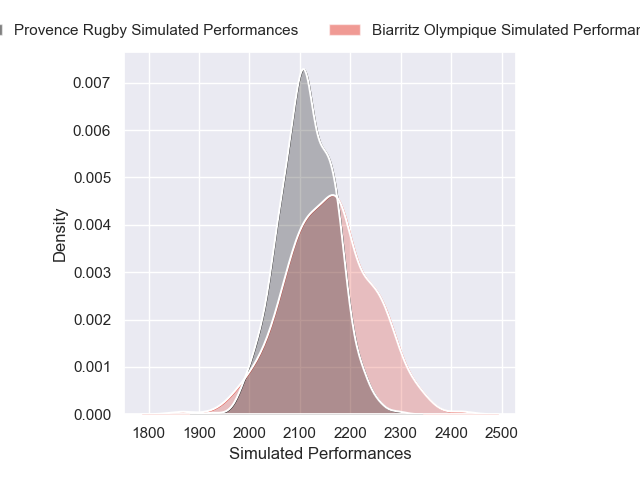 Provence Rugby Simulated Performances
Biarritz Olympique Simulated
0.007
0.006
0.005
0.004
0.003
0.002
0.001
0.000
Density
1800 1900 2000 2100 2200 2300 2400 2500
Simulated Performances